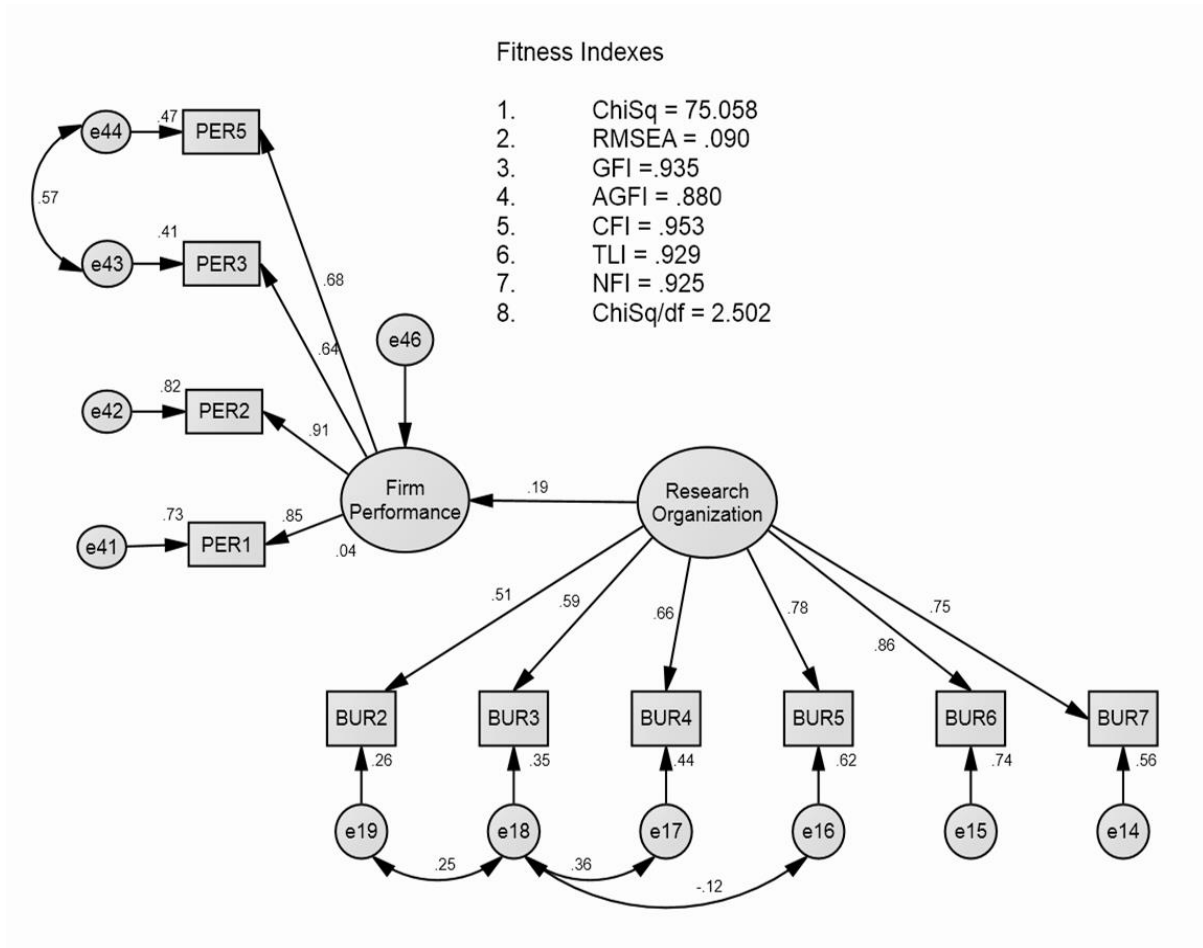 Fitness Indexes
1. ChiSq = 75.058
2. RMSEA = .090
3. GFI =.935
4. AGFI = .880
5. CFI = .953
6. TLI = .929
7. NFI = .925
8. ChiSq/df = 2.502
e44 .47 PER5
.57
e43 .41 PER3
.68
.64
e46
e42 .82 PER2
.91
Firm
Performance
.19
Research
Organization
e41 .73 PER1
.85
.04
.51 .59 .66 .78 .86 .75
BUR2 BUR3 BUR4 BUR5 BUR6 BUR7
.26 .35 .44 .62 .74 .56
e19 e18 e17 e16 e15 e14
.25 .36 -.12